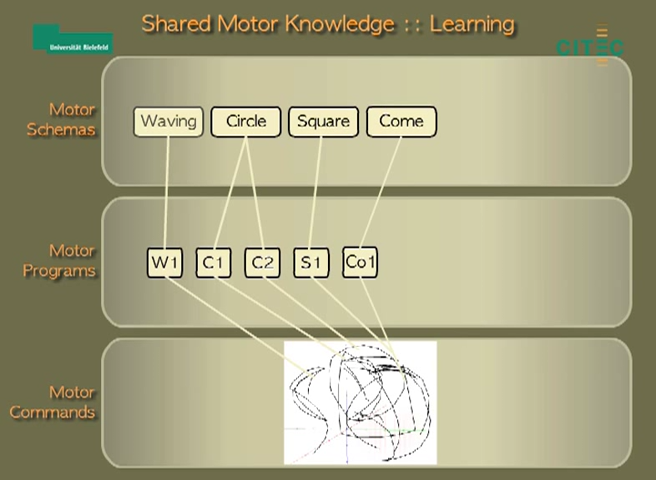 Shared Motor Knowledge :: Learning
Universität Bielefeld
CITEC
Motor
Schemas
Waving
Circle
Square
Come
Motor
Programs
W1
C1
C2
S1
Co1
Motor
Commands